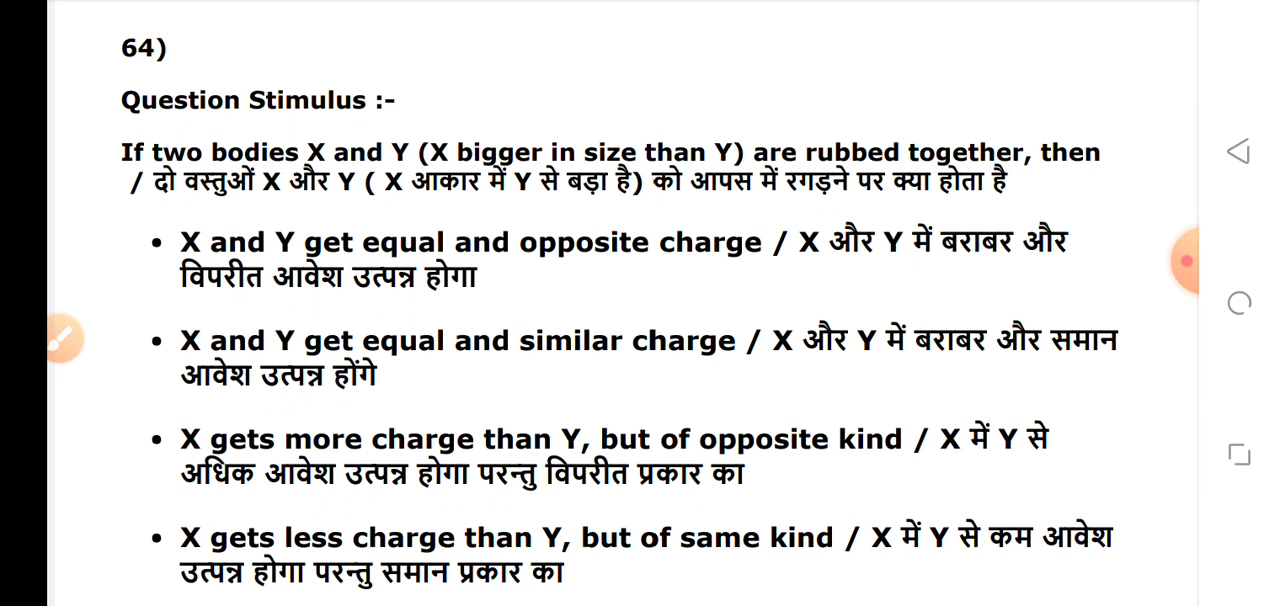 64)
Question Stimulus :-
If two bodies X and Y (X bigger in size than Y) are rubbed together, then
/ दो वस्तुओं X और Y ( X आकार में Y से बड़ा है) को आपस में रगड़ने पर क्या होता है
• X and Y get equal and opposite charge / X और Y में बराबर और
विपरीत आवेश उत्पन्न होगा
• X and Y get equal and similar charge / X और Y में बराबर और समान
आवेश उत्पन्न होंगे
• X gets more charge than Y, but of opposite kind / X में Y से
अधिक आवेश उत्पन्न होगा परन्तु विपरीत प्रकार का
• X gets less charge than Y, but of same kind / X में Y से कम आवेश
उत्पन्न होगा परन्तु समान प्रकार का